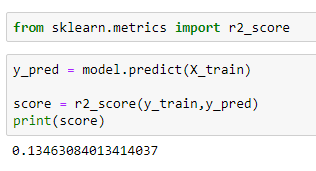 from sklearn.metrics import r2_score
y_pred = model.predict(X_train)
score = r2_score(y_train,y_pred)
print(score)
0.13463084013414037